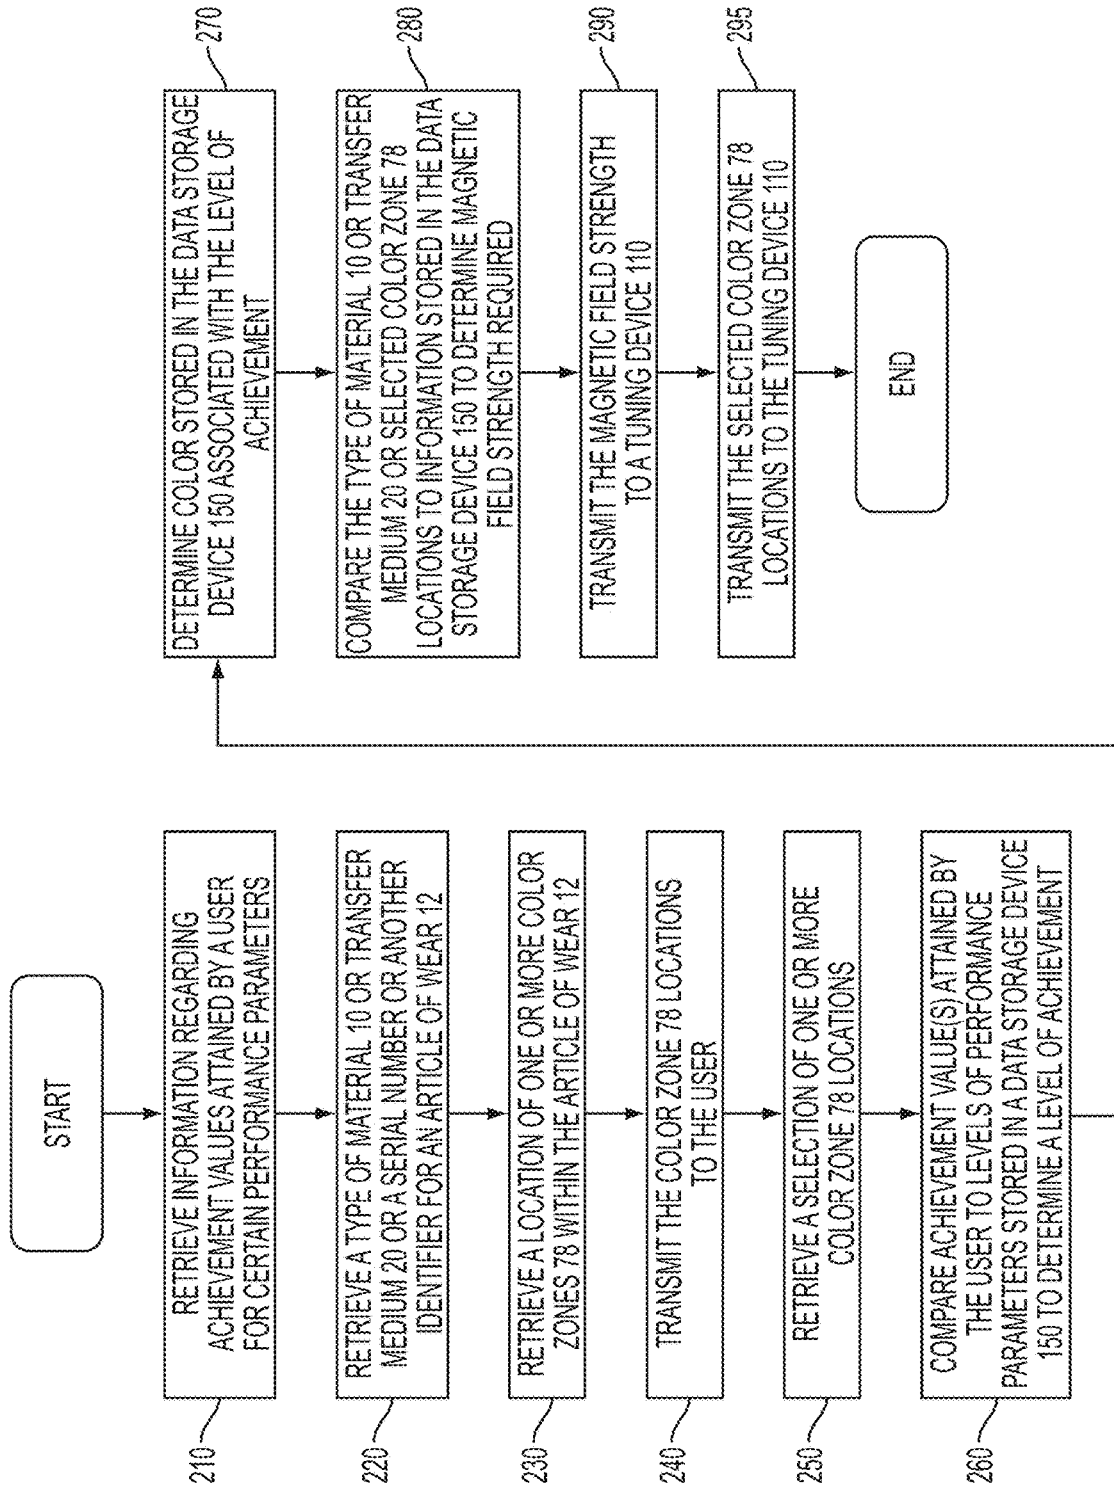 START
RETRIEVE INFORMATION REGARDING
ACHIEVEMENT VALUES ATTAINED BY A USER
FOR CERTAIN PERFORMANCE PARAMETERS
210
RETRIEVE A TYPE OF MATERIAL 10 OR TRANSFER
MEDIUM 20 OR A SERIAL NUMBER OR ANOTHER
IDENTIFIER FOR AN ARTICLE OF WEAR 12
220
RETRIEVE A LOCATION OF ONE OR MORE COLOR
ZONES 78 WITHIN THE ARTICLE OF WEAR 12
230
TRANSMIT THE COLOR ZONE 78 LOCATIONS
TO THE USER
240
RETRIEVE A SELECTION OF ONE OR MORE
COLOR ZONE 78 LOCATIONS
250
COMPARE ACHIEVEMENT VALUE(S) ATTAINED BY
THE USER TO LEVELS OF PERFORMANCE
PARAMETERS STORED IN A DATA STORAGE DEVICE
150 TO DETERMINE A LEVEL OF ACHIEVEMENT
260
DETERMINE COLOR STORED IN THE DATA STORAGE
DEVICE 150 ASSOCIATED WITH THE LEVEL OF
ACHIEVEMENT
270
COMPARE THE TYPE OF MATERIAL 10 OR TRANSFER
MEDIUM 20 OR SELECTED COLOR ZONE 78
LOCATIONS TO INFORMATION STORED IN THE DATA
STORAGE DEVICE 150 TO DETERMINE MAGNETIC
FIELD STRENGTH REQUIRED
280
TRANSMIT THE MAGNETIC FIELD STRENGTH
TO A TUNING DEVICE 110
290
TRANSMIT THE SELECTED COLOR ZONE 78
LOCATIONS TO THE TUNING DEVICE 110
295
END